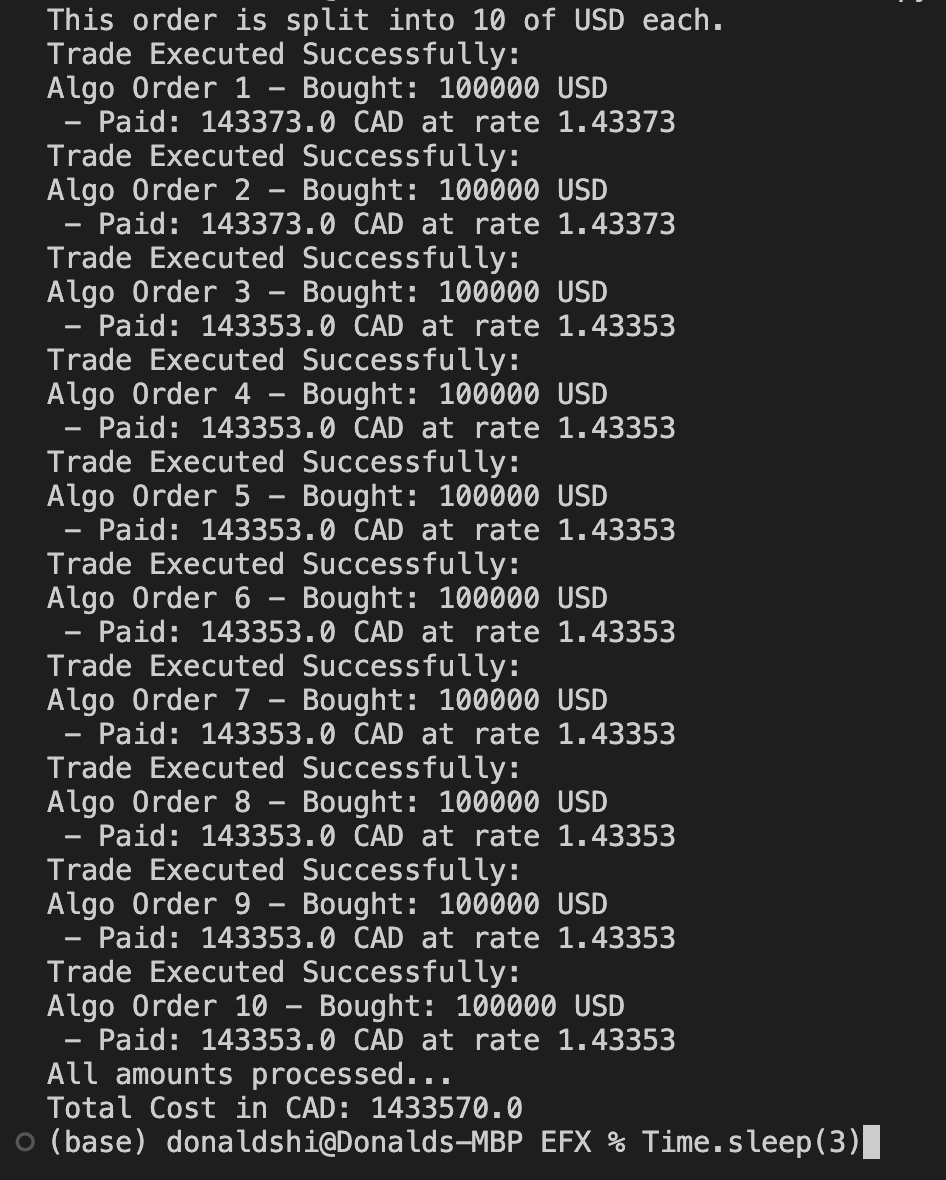 This order is split into 10 of USD each.
Trade Executed Successfully:
Algo Order 1 – Bought: 100000 USD
– Paid: 143373.0 CAD at rate 1.43373
Trade Executed Successfully:
Algo Order 2 – Bought: 100000 USD
– Paid: 143373.0 CAD at rate 1.43373
Trade Executed Successfully:
Algo Order 3 – Bought: 100000 USD
– Paid: 143353.0 CAD at rate 1.43353
Trade Executed Successfully:
Algo Order 4 – Bought: 100000 USD
– Paid: 143353.0 CAD at rate 1.43353
Trade Executed Successfully:
Algo Order 5 – Bought: 100000 USD
– Paid: 143353.0 CAD at rate 1.43353
Trade Executed Successfully:
Algo Order 6 – Bought: 100000 USD
– Paid: 143353.0 CAD at rate 1.43353
Trade Executed Successfully:
Algo Order 7 – Bought: 100000 USD
– Paid: 143353.0 CAD at rate 1.43353
Trade Executed Successfully:
Algo Order 8 – Bought: 100000 USD
– Paid: 143353.0 CAD at rate 1.43353
Trade Executed Successfully:
Algo Order 9 – Bought: 100000 USD
– Paid: 143353.0 CAD at rate 1.43353
Trade Executed Successfully:
Algo Order 10 – Bought: 100000 USD
– Paid: 143353.0 CAD at rate 1.43353
All amounts processed...
Total Cost in CAD: 1433570.0
(base) donaldshi@Donalds-MBP EFX % Time.sleep(3)